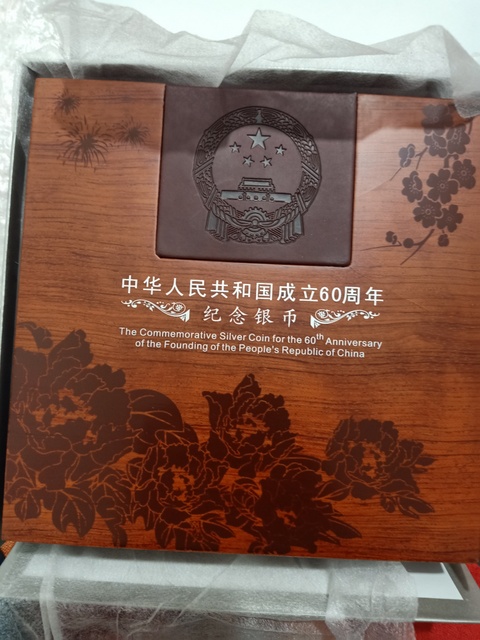 中华人民共和国成立60周年
纪念银币
The Commemorative Silver Coin for the 60th Anniversary
of the Founding of the People's Republic of China